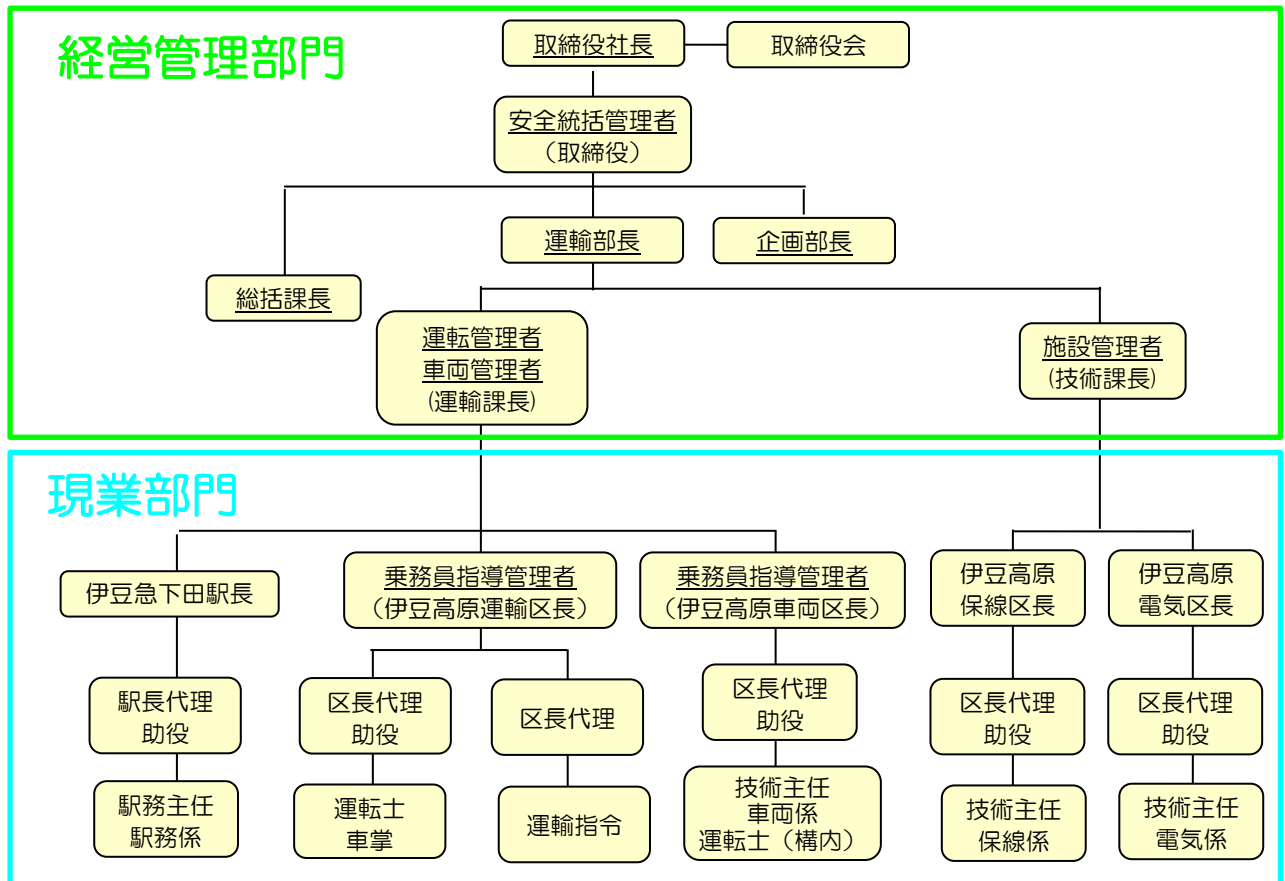 経営管理部門
取締役社長
取締役会
安全統括管理者
（取締役）
運輸部長
企画部長
総括課長
運転管理者
車両管理者
(運輸課長)
施設管理者
(技術課長)
現業部門
伊豆急下田駅長
乗務員指導管理者
（伊豆高原運輸区長）
乗務員指導管理者
（伊豆高原車両区長）
伊豆高原
保線区長
伊豆高原
電気区長
駅長代理
助役
区長代理
助役
区長代理
区長代理
助役
区長代理
助役
区長代理
助役
駅務主任
駅務係
運転士
車掌
運輸指令
技術主任
車両係
運転士（構内）
技術主任
保線係
技術主任
電気係